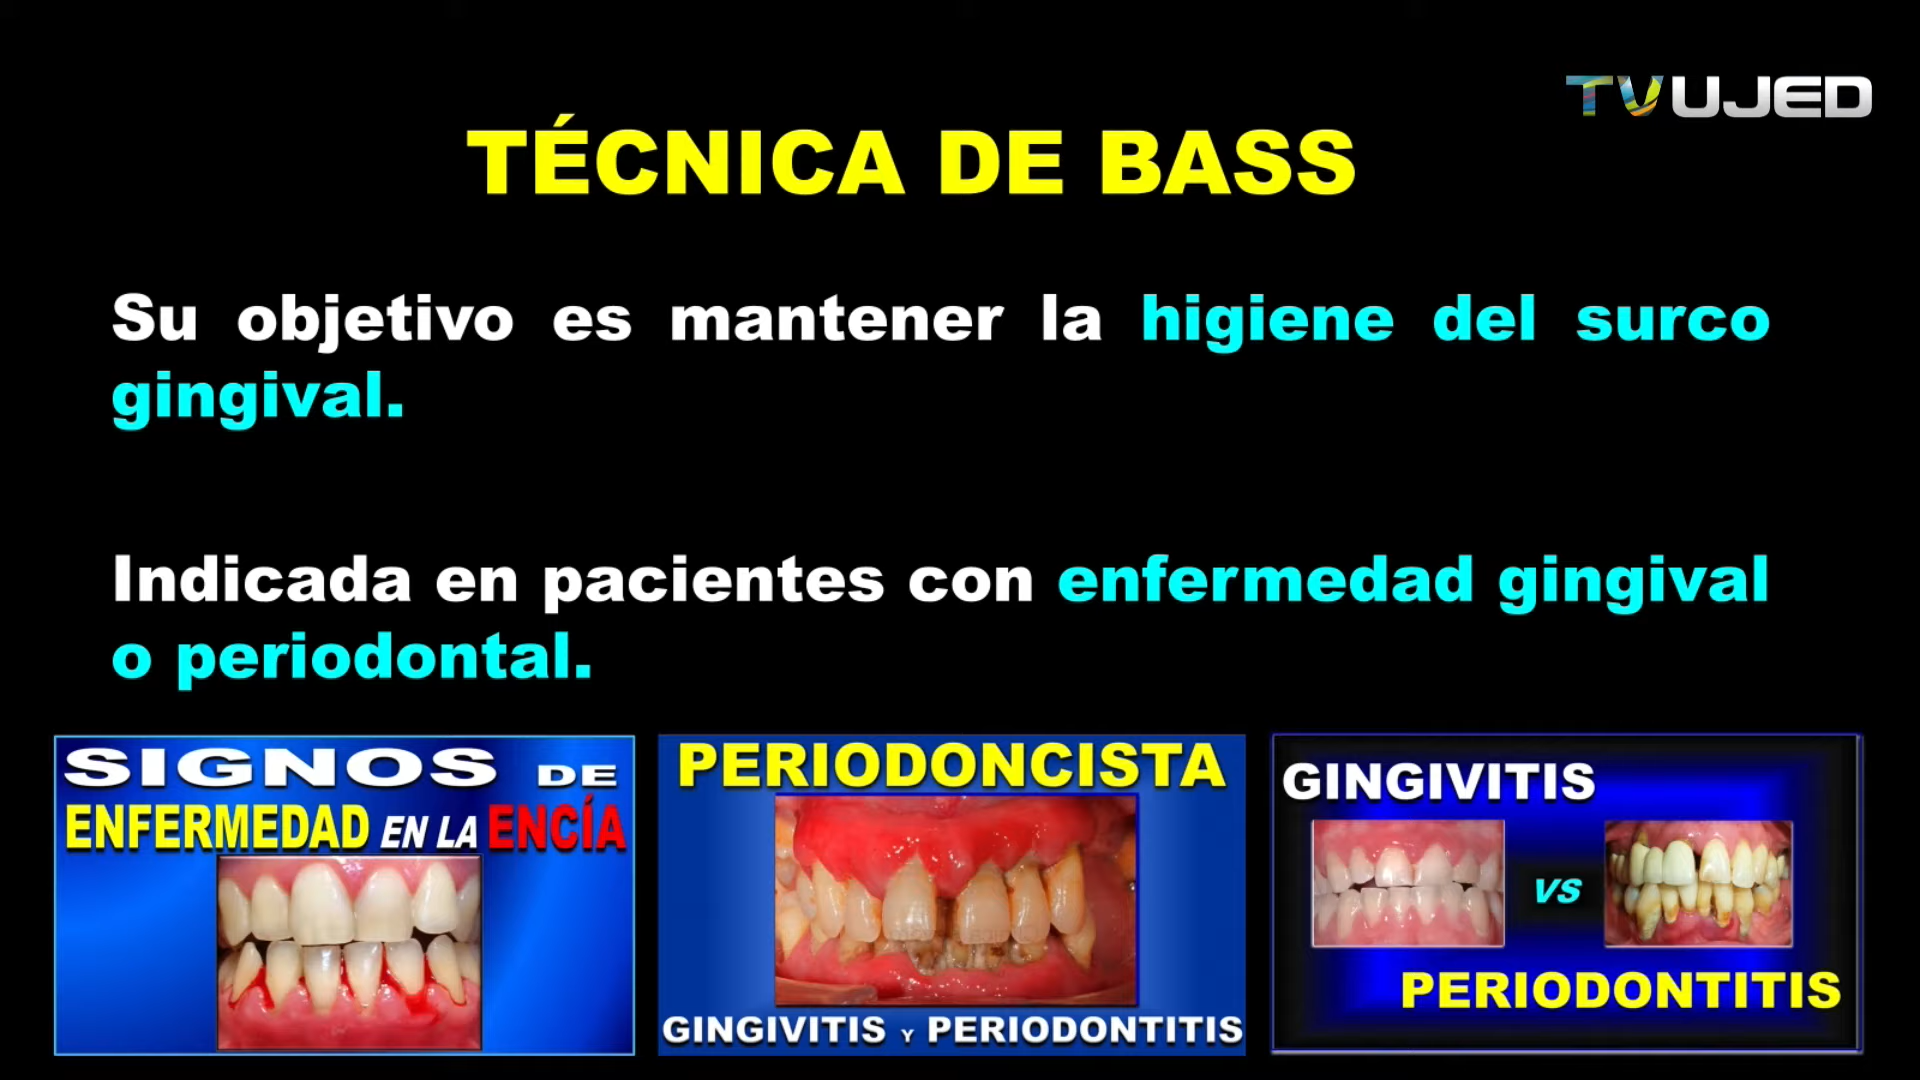 TVUJED
TÉCNICA DE BASS
Su objetivo es mantener la higiene del surco
gingival.
Indicada en pacientes con enfermedad gingival
o periodontal.
SIGNOS DE
ENFERMEDAD EN LA ENCÍA
PERIODONCISTA
GINGIVITIS Y PERIODONTITIS
GINGIVITIS
VS
PERIODONTITIS